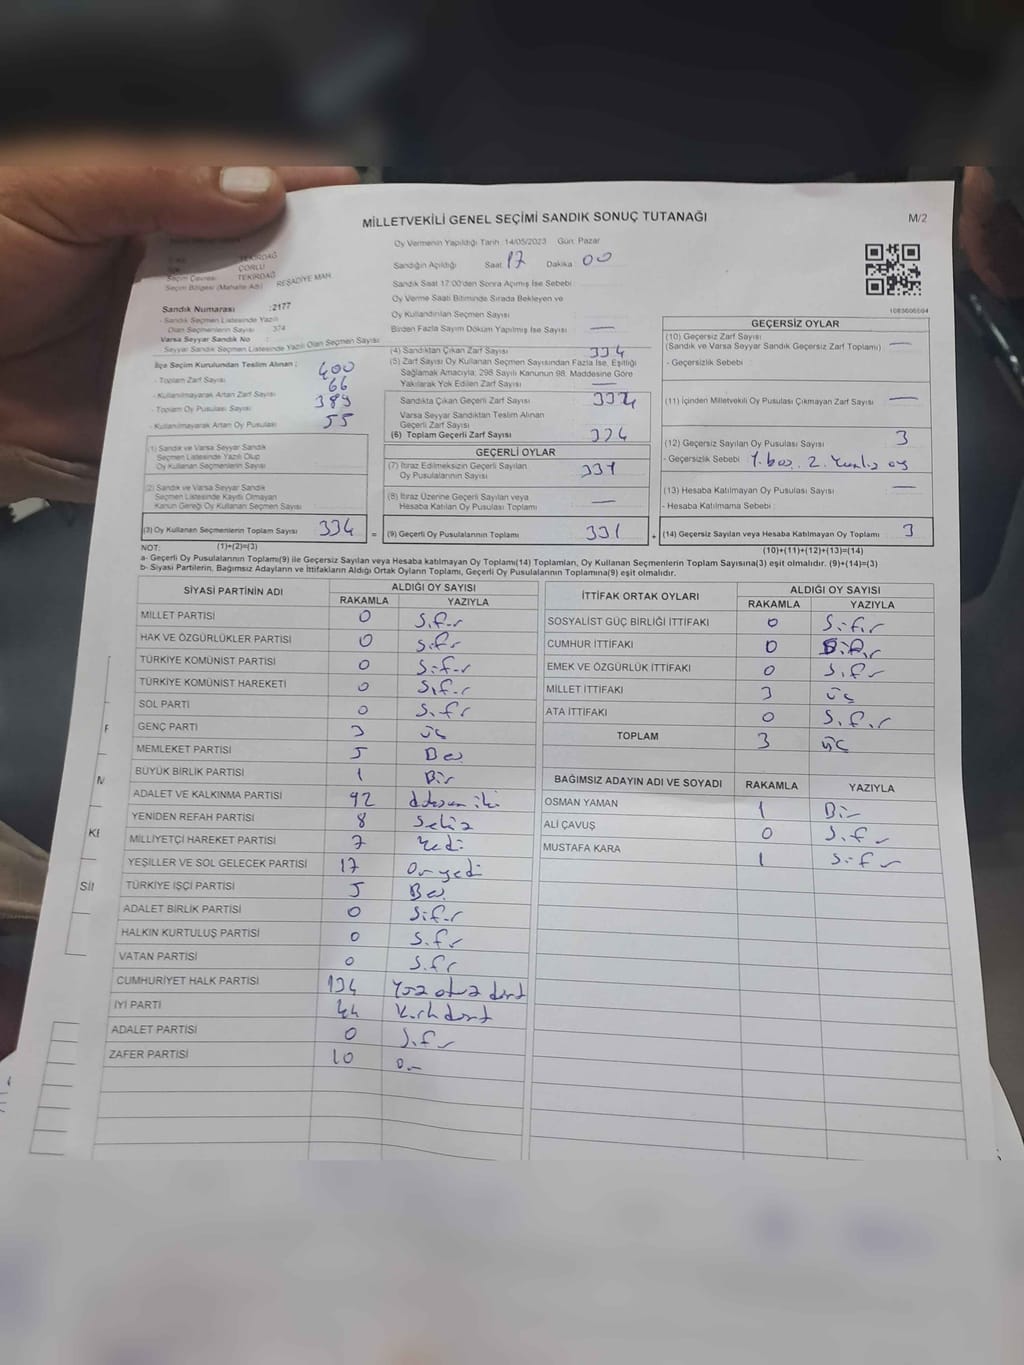 MİLLETVEKİLİ GENEL SEÇİMİ SANDIK SONUÇ TUTANAĞI
M/2
Oy Vermenin Yapıldığı Tarih: 14/05/2023 Gün: Pazar
TEKİRDAĞ
ÇORLU
Seçim Çevresi TEKİRDAĞ
Seçim Bölgesi (Mahalle Adı) REŞADİYE MAH.
Sandığın Açıldığı Saat 17 Dakika 00
Sandık Saat 17:00'den Sonra Açılmış İse Sebebi
Oy Verme Saati Bitiminde Sırada Bekleyen ve
Oy Kullandırılan Seçmen Sayısı
Birden Fazla Sayım Döküm Yapılmış İse Sayısı —
Sandık Numarası : 2177
- Sandık Seçmen Listesinde Yazılı
Olan Seçmenlerin Sayısı 374
Varsa Seyyar Sandık No :
- Seyyar Sandık Seçmen Listesinde Yazılı Olan Seçmen Sayısı
İlçe Seçim Kurulundan Teslim Alınan :
- Toplam Zarf Sayısı 400
- Kullanılmayarak Artan Zarf Sayısı 66
- Toplam Oy Pusulası Sayısı 389
- Kullanılmayarak Artan Oy Pusulası 55
(1) Sandık ve Varsa Seyyar Sandık
Seçmen Listesinde Yazılı Olup
Oy Kullanan Seçmenlerin Sayısı
(2) Sandık ve Varsa Seyyar Sandık
Seçmen Listesinde Kaydı Olmayan
Kanun Gereği Oy Kullanan Seçmen Sayısı
(3) Oy Kullanan Seçmenlerin Toplam Sayısı 334
(1)+(2)=(3)
(4) Sandıktan Çıkan Zarf Sayısı 334
(5) Zarf Sayısı Oy Kullanan Seçmen Sayısından Fazla İse, Eşitliği
Sağlamak Amacıyla; 298 Sayılı Kanunun 98. Maddesine Göre
Yakılarak Yok Edilen Zarf Sayısı —
Sandıkta Çıkan Geçerli Zarf Sayısı 334
Varsa Seyyar Sandıktan Teslim Alınan
Geçerli Zarf Sayısı
(6) Toplam Geçerli Zarf Sayısı 334
GEÇERLİ OYLAR
(7) İtiraz Edilmeksizin Geçerli Sayılan
Oy Pusulasının Sayısı 331
(8) İtiraz Üzerine Geçerli Sayılan veya
Hesaba Katılan Oy Pusulası Toplamı —
= (9) Geçerli Oy Pusulalarının Toplamı 331
1083606504
GEÇERSİZ OYLAR
(10) Geçersiz Zarf Sayısı
(Sandık ve Varsa Seyyar Sandık Geçersiz Zarf Toplamı) —
- Geçersizlik Sebebi :
(11) İçinden Milletvekili Oy Pusulası Çıkmayan Zarf Sayısı —
(12) Geçersiz Sayılan Oy Pusulası Sayısı 3
- Geçersizlik Sebebi
(13) Hesaba Katılmayan Oy Pusulası Sayısı —
- Hesaba Katılmama Sebebi :
+ (14) Geçersiz Sayılan veya Hesaba Katılmayan Oy Toplamı 3
(10)+(11)+(12)+(13)=(14)
NOT:
a- Geçerli Oy Pusulalarının Toplamı(9) ile Geçersiz Sayılan veya Hesaba katılmayan Oy Toplamı(14) Toplamları, Oy Kullanan Seçmenlerin Toplam Sayısına(3) eşit olmalıdır. (9)+(14)=(3)
b- Siyasi Partilerin, Bağımsız Adayların ve İttifakların Aldığı Ortak Oyların Toplamı, Geçerli Oy Pusulalarının Toplamına(9) eşit olmalıdır.
SİYASİ PARTİNİN ADI ALDIĞI OY SAYISI
RAKAMLA YAZIYLA
MİLLET PARTİSİ 0 Sıfır
HAK VE ÖZGÜRLÜKLER PARTİSİ 0 Sıfır
TÜRKİYE KOMÜNİST PARTİSİ 0 Sıfır
TÜRKİYE KOMÜNİST HAREKETİ 0 Sıfır
SOL PARTİ 0 Sıfır
GENÇ PARTİ 3 üç
MEMLEKET PARTİSİ 5 Beş
BÜYÜK BİRLİK PARTİSİ 1 Bir
ADALET VE KALKINMA PARTİSİ 92 doksan iki
YENİDEN REFAH PARTİSİ 8 Sekiz
MİLLİYETÇİ HAREKET PARTİSİ 7 Yedi
YEŞİLLER VE SOL GELECEK PARTİSİ 17 On yedi
TÜRKİYE İŞÇİ PARTİSİ 5 Beş
ADALET BİRLİK PARTİSİ 0 Sıfır
HALKIN KURTULUŞ PARTİSİ 0 Sıfır
VATAN PARTİSİ 0 Sıfır
CUMHURİYET HALK PARTİSİ 134 Yüz otuz dört
İYİ PARTİ 44 Kırk dört
ADALET PARTİSİ 0 Sıfır
ZAFER PARTİSİ 10 On
İTTİFAK ORTAK OYLARI ALDIĞI OY SAYISI
RAKAMLA YAZIYLA
SOSYALİST GÜÇ BİRLİĞİ İTTİFAKI 0 Sıfır
CUMHUR İTTİFAKI 0 Sıfır
EMEK VE ÖZGÜRLÜK İTTİFAKI 0 Sıfır
MİLLET İTTİFAKI 3 üç
ATA İTTİFAKI 0 Sıfır
TOPLAM 3 üç
BAĞIMSIZ ADAYIN ADI VE SOYADI RAKAMLA YAZIYLA
OSMAN YAMAN 1 Bir
ALİ ÇAVUŞ 0 Sıfır
MUSTAFA KARA 1 Sıfır